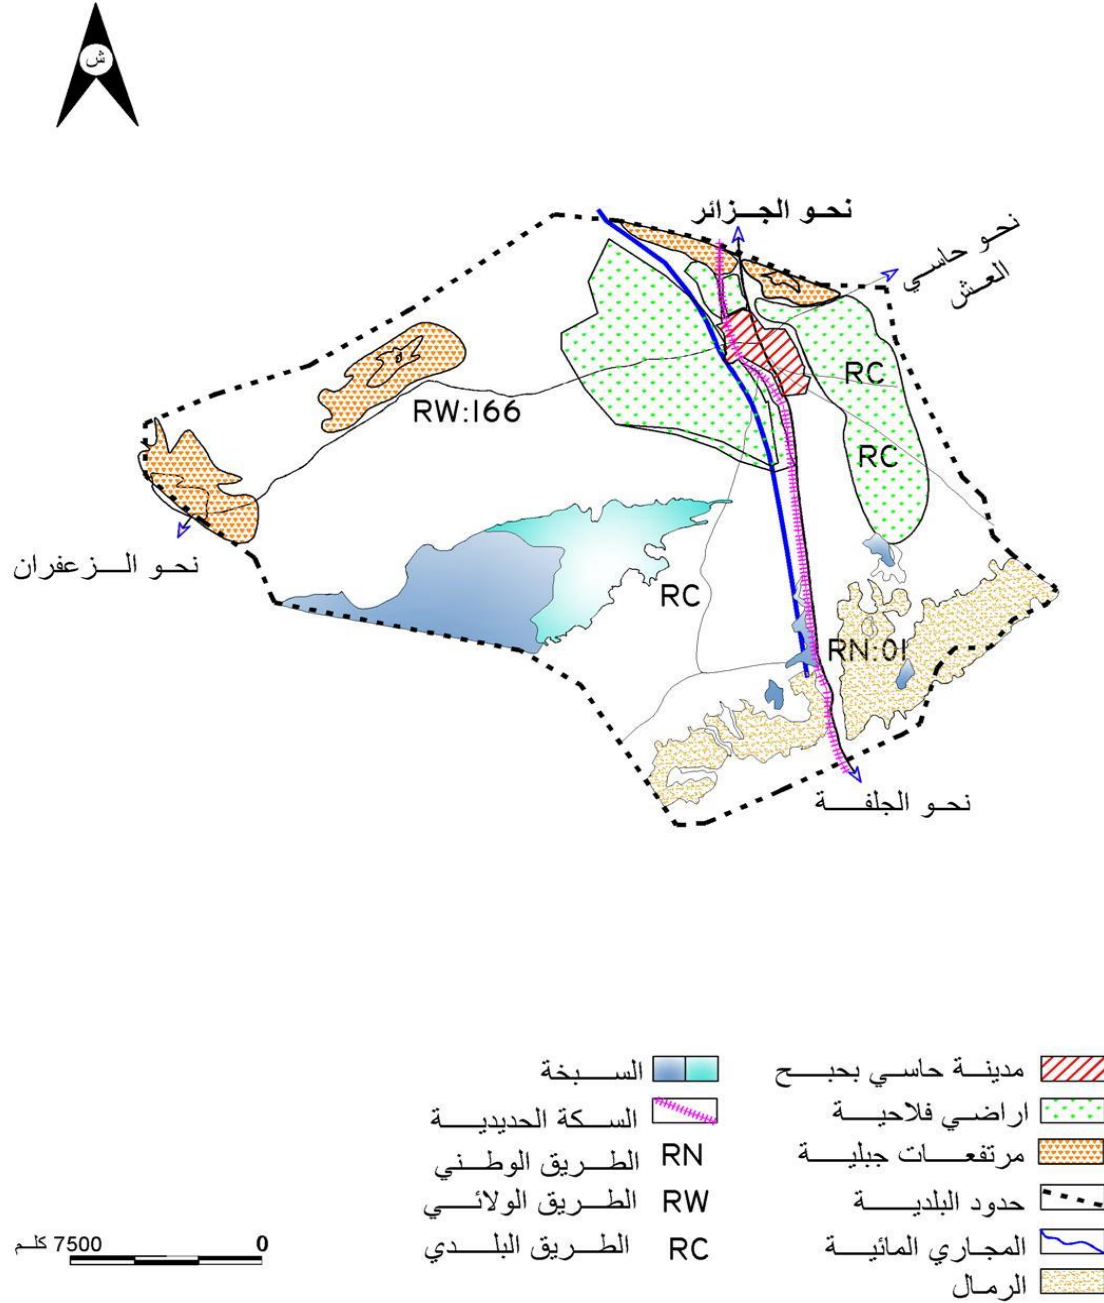 ش
نحو الجزائر
نحو حاسي
العش
RC
RW:166
RC
نحو الزعفران
RC
RN:01
نحو الجلفة
مدينة حاسي بحبح
اراضي فلاحية
مرتفعات جبلية
حدود البلدية
المجاري المائية
الرمال
السبخة
السكة الحديدية
RN الطريق الوطني
RW الطريق الولائي
RC الطريق البلدي
0 7500 كلم